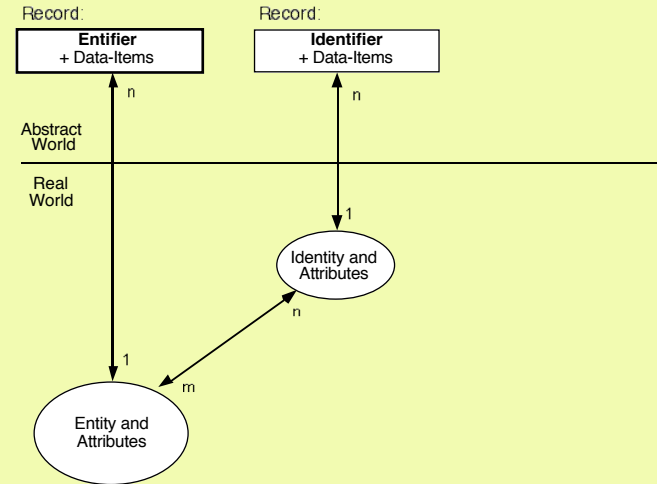 Record:
Record:
Entifier
+ Data-Items
Identifier
+ Data-Items
n
n
Abstract
World
Real
World
1
Identity and
Attributes
n
1
m
Entity and
Attributes